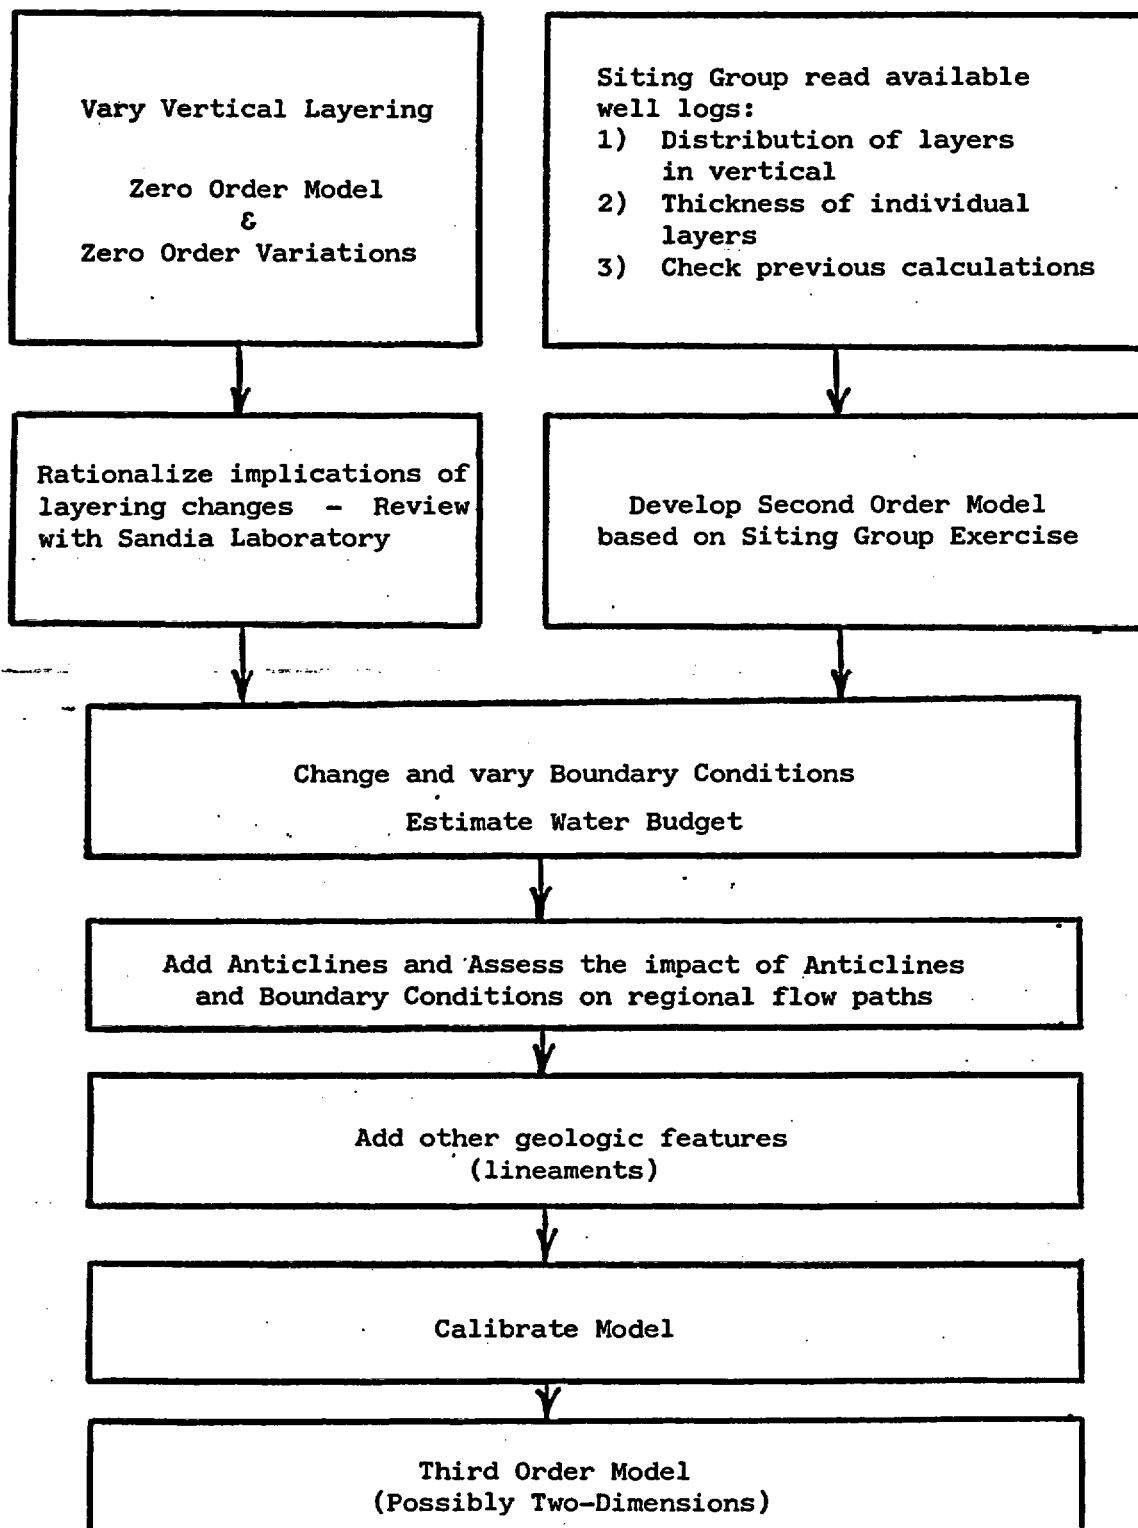 Vary Vertical Layering
Zero Order Model
&
Zero Order Variations
Siting Group read available
well logs:
1) Distribution of layers
in vertical
2) Thickness of individual
layers
3) Check previous calculations
Rationalize implications of
layering changes – Review
with Sandia Laboratory
Develop Second Order Model
based on Siting Group Exercise
Change and vary Boundary Conditions
Estimate Water Budget
Add Anticlines and Assess the impact of Anticlines
and Boundary Conditions on regional flow paths
Add other geologic features
(lineaments)
Calibrate Model
Third Order Model
(Possibly Two-Dimensions)